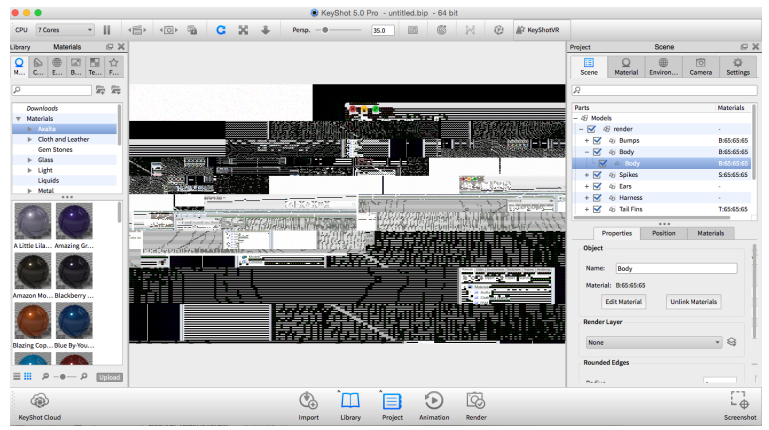 KeyShot 5.0 Pro - untitled.bip - 64 bit
CPU 7 Cores Persp. 35.0 KeyShotVR
Library Materials
M... C... E... B... Te... F...
Downloads
Materials
Axalta
Cloth and Leather
Gem Stones
Glass
Light
Liquids
Metal
A Little Lila... Amazing Gr...
Amazon Mo... Blackberry ...
Blazing Cop... Blue By-You...
Upload
Project Scene
Scene Material Environ... Camera Settings
Parts Materials
Models
render -
Bumps B:65:65:65
Body B:65:65:65
Body B:65:65:65
Spikes S:65:65:65
Ears -
Harness -
Tail Fins T:65:65:65
Properties Position Materials
Object
Name: Body
Material: B:65:65:65
Edit Material Unlink Materials
Render Layer
None
Rounded Edges
KeyShot Cloud Import Library Project Animation Render Screenshot